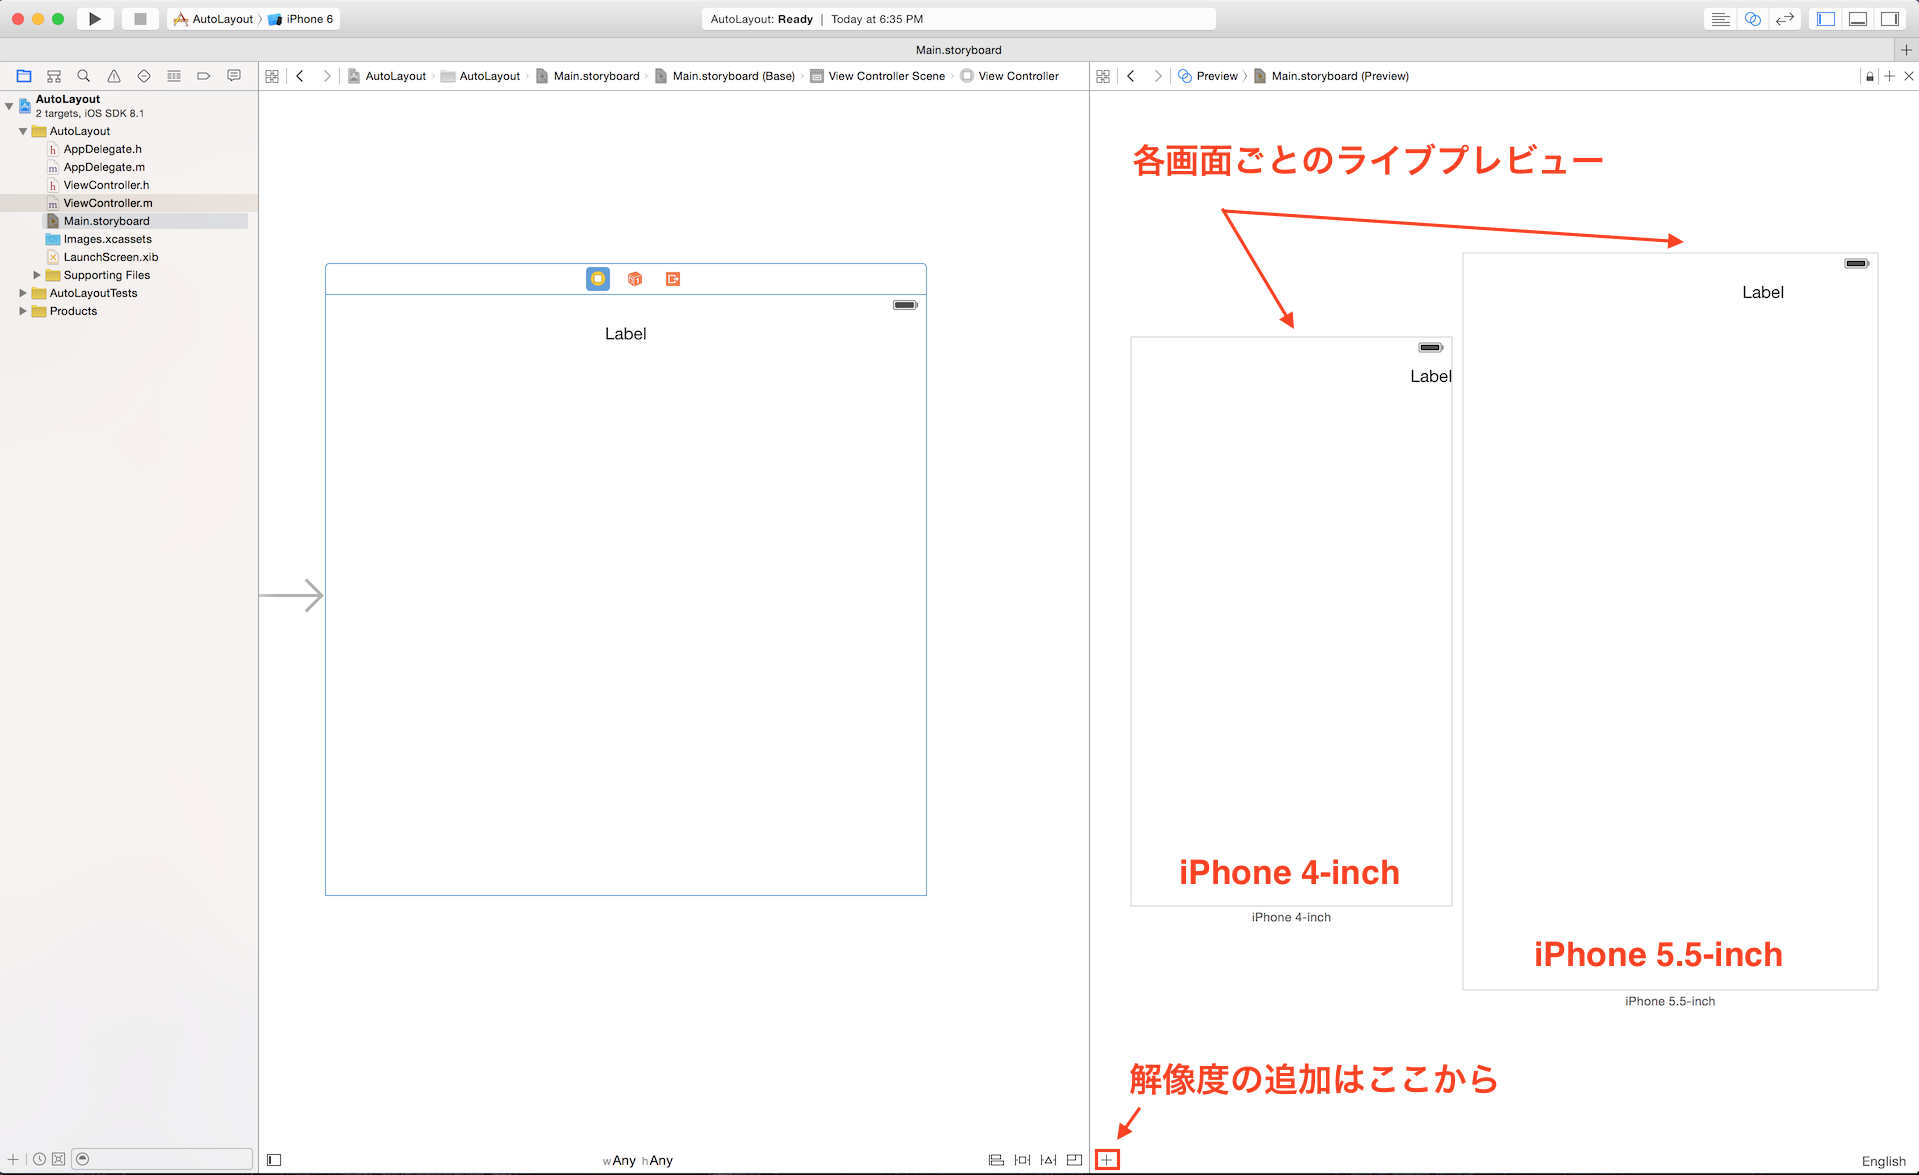 AutoLayout
iPhone 6
AutoLayout: Ready | Today at 6:35 PM
Main.storyboard
AutoLayout
AutoLayout
Main.storyboard
Main.storyboard (Base)
View Controller Scene
View Controller
Preview
Main.storyboard (Preview)
AutoLayout
2 targets, iOS SDK 8.1
AutoLayout
AppDelegate.h
AppDelegate.m
ViewController.h
ViewController.m
Main.storyboard
Images.xcassets
LaunchScreen.xib
Supporting Files
AutoLayoutTests
Products
Label
各画面ごとのライブプレビュー
Label
Label
iPhone 4-inch
iPhone 4-inch
iPhone 5.5-inch
iPhone 5.5-inch
解像度の追加はここから
wAny hAny
English